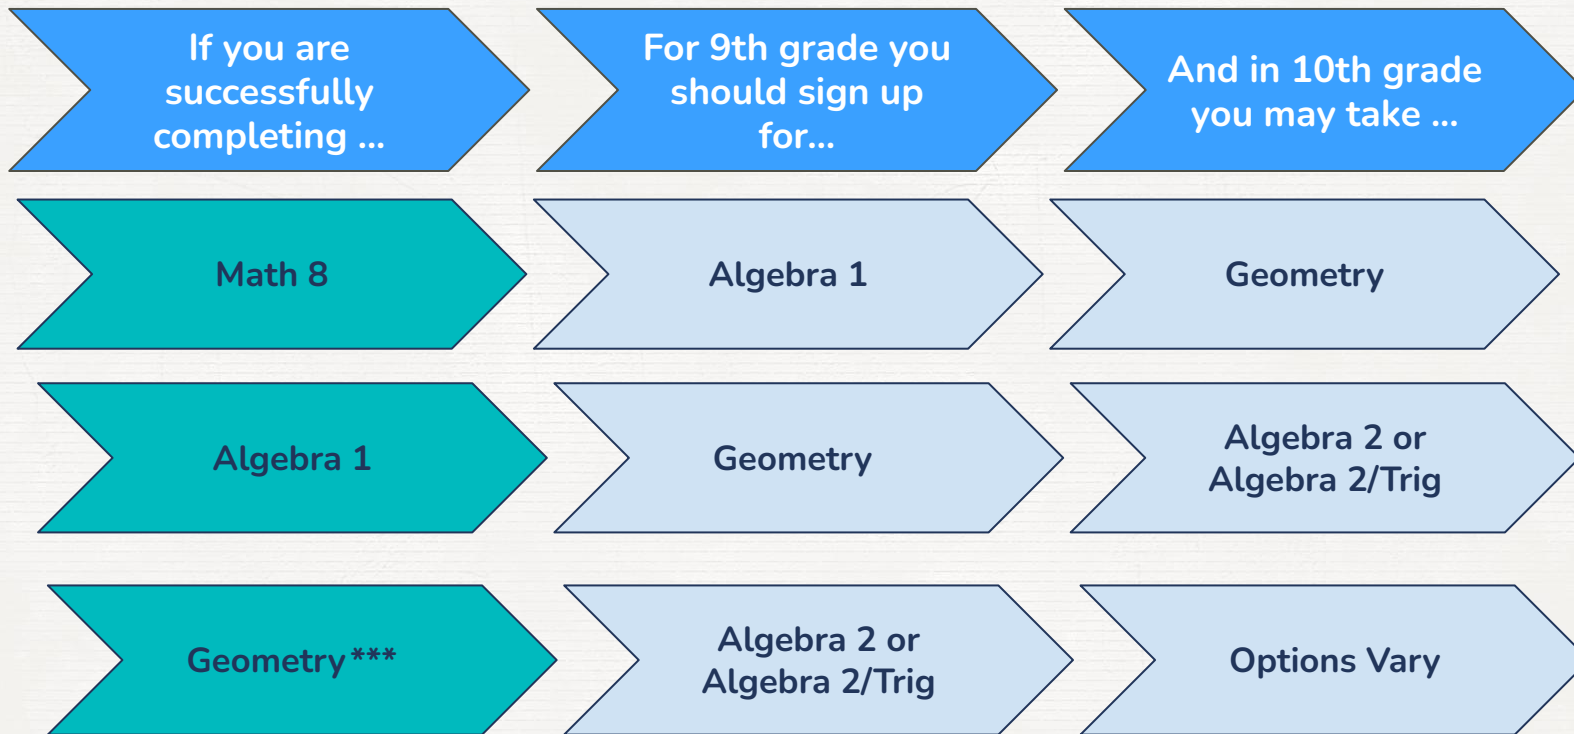 If you are
successfully
completing ...
For 9th grade you
should sign up
for...
And in 10th grade
you may take ...
Math 8
Algebra 1
Geometry
Algebra 1
Geometry
Algebra 2 or
Algebra 2/Trig
Geometry***
Algebra 2 or
Algebra 2/Trig
Options Vary